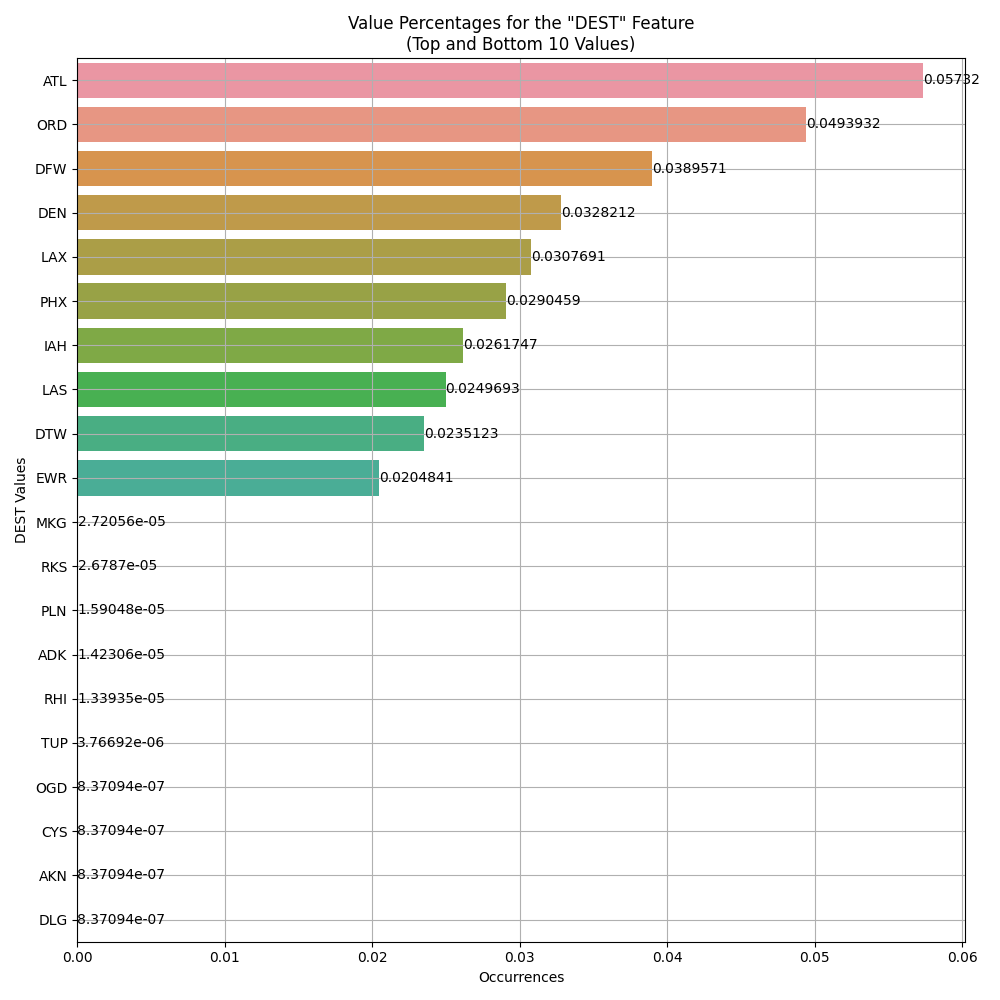 Value Percentages for the "DEST" Feature
(Top and Bottom 10 Values)
DEST Values
ATL 0.05732
ORD 0.0493932
DFW 0.0389571
DEN 0.0328212
LAX 0.0307691
PHX 0.0290459
IAH 0.0261747
LAS 0.0249693
DTW 0.0235123
EWR 0.0204841
MKG 2.72056e-05
RKS 2.6787e-05
PLN 1.59048e-05
ADK 1.42306e-05
RHI 1.33935e-05
TUP 3.76692e-06
OGD 8.37094e-07
CYS 8.37094e-07
AKN 8.37094e-07
DLG 8.37094e-07
0.00 0.01 0.02 0.03 0.04 0.05 0.06
Occurrences